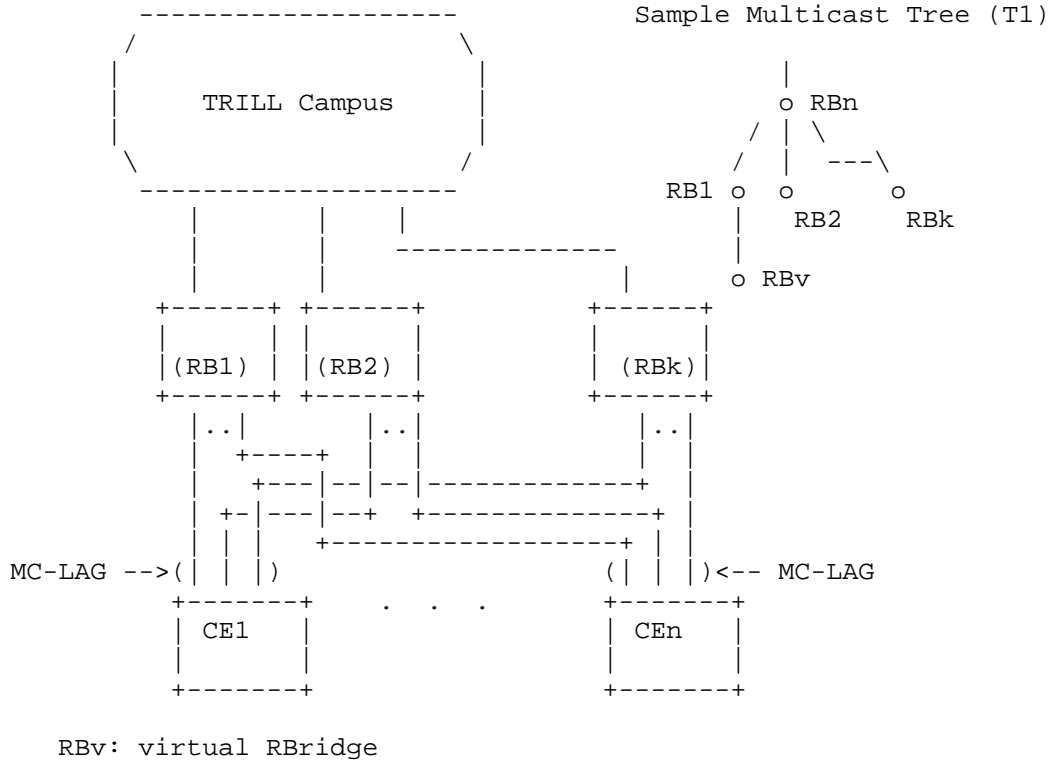 Sample Multicast Tree (T1)
TRILL Campus
o RBn
RB1 o o o
RB2 RBk
o RBv
(RB1) (RB2) (RBk)
MC-LAG -->( ) ( )<-- MC-LAG
. . .
CE1 CEn
RBv: virtual RBridge